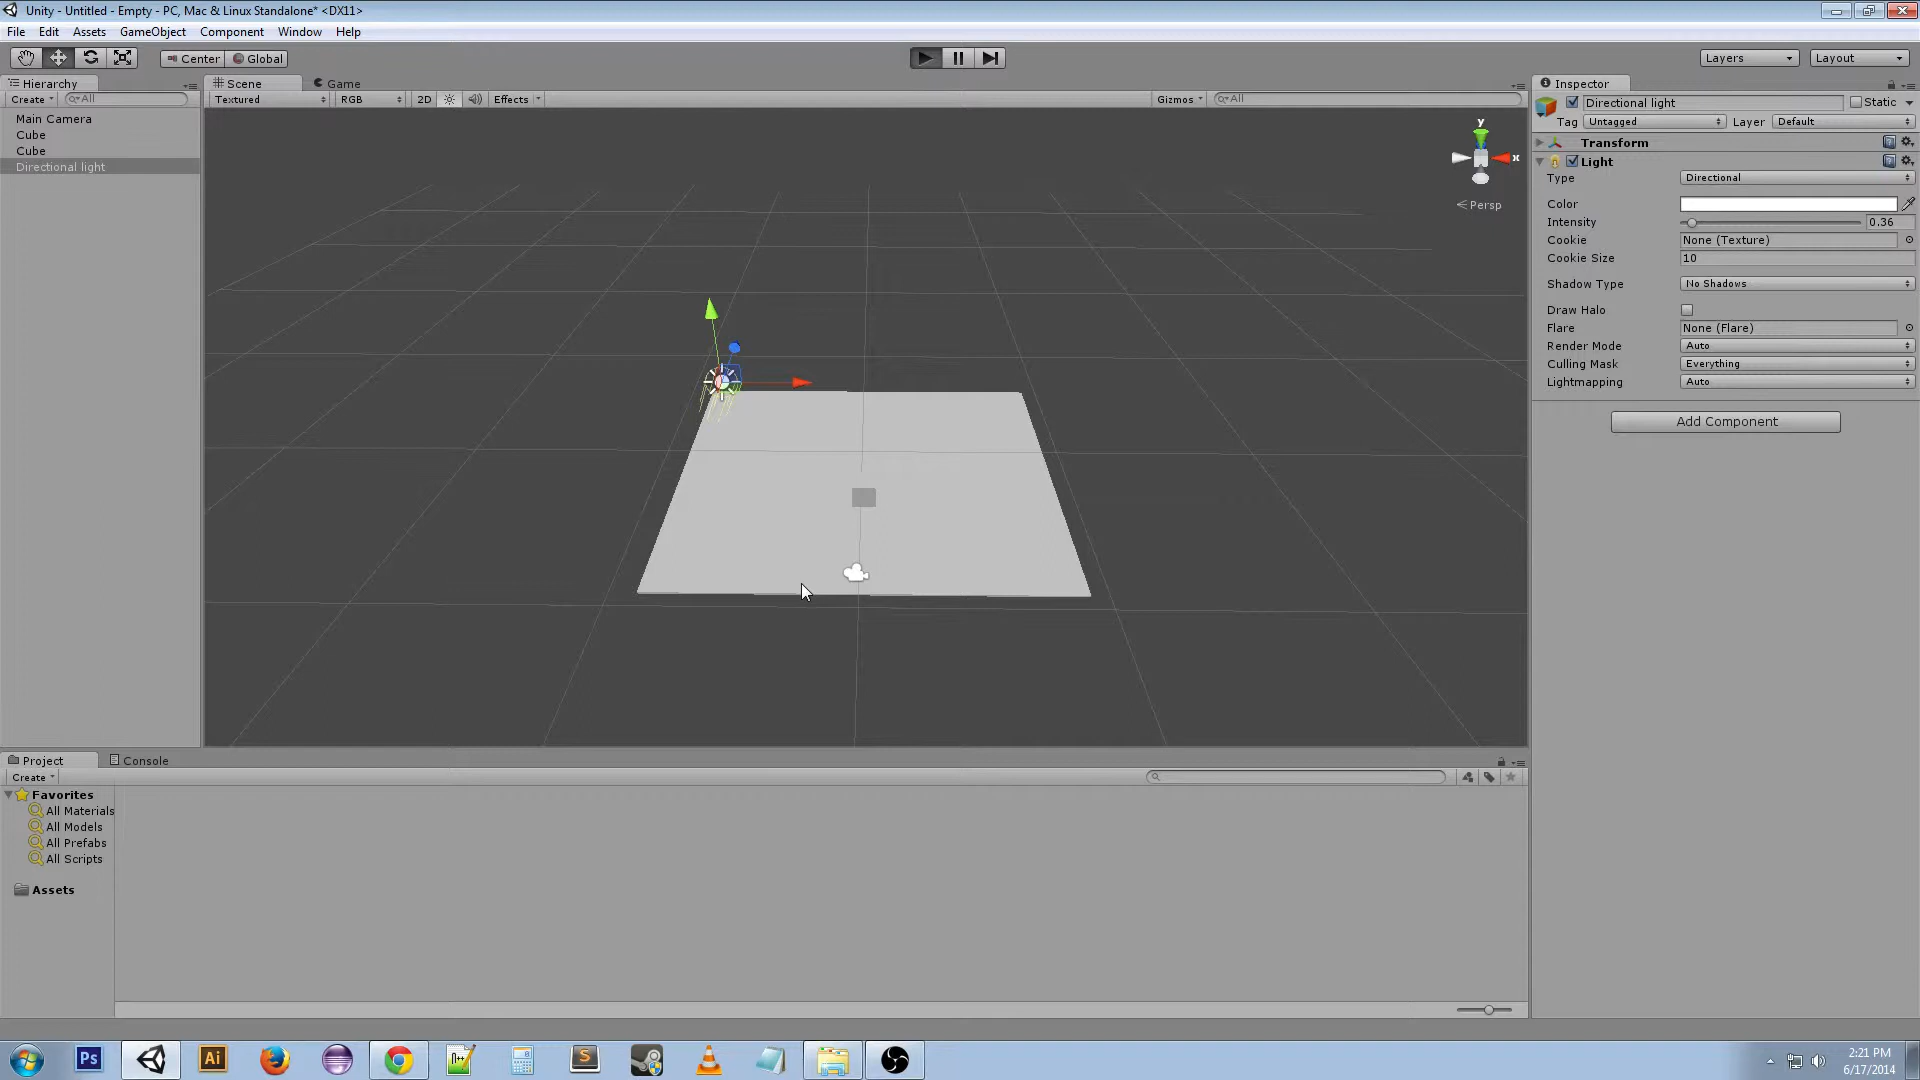 Unity - Untitled - Empty - PC, Mac & Linux Standalone* <DX11>
File Edit Assets GameObject Component Window Help
Center Global Layers Layout
Hierarchy Scene Game Inspector
Create All Textured RGB 2D Effects Gizmos All
Directional light Static
Tag Untagged Layer Default
Main Camera
Cube
Cube
Directional light
y
x
Persp
Transform
Light
Type Directional
Color
Intensity 0.36
Cookie None (Texture)
Cookie Size 10
Shadow Type No Shadows
Draw Halo
Flare None (Flare)
Render Mode Auto
Culling Mask Everything
Lightmapping Auto
Add Component
Project Console
Create
Favorites
All Materials
All Models
All Prefabs
All Scripts
Assets
Ps Ai S
2:21 PM
6/17/2014